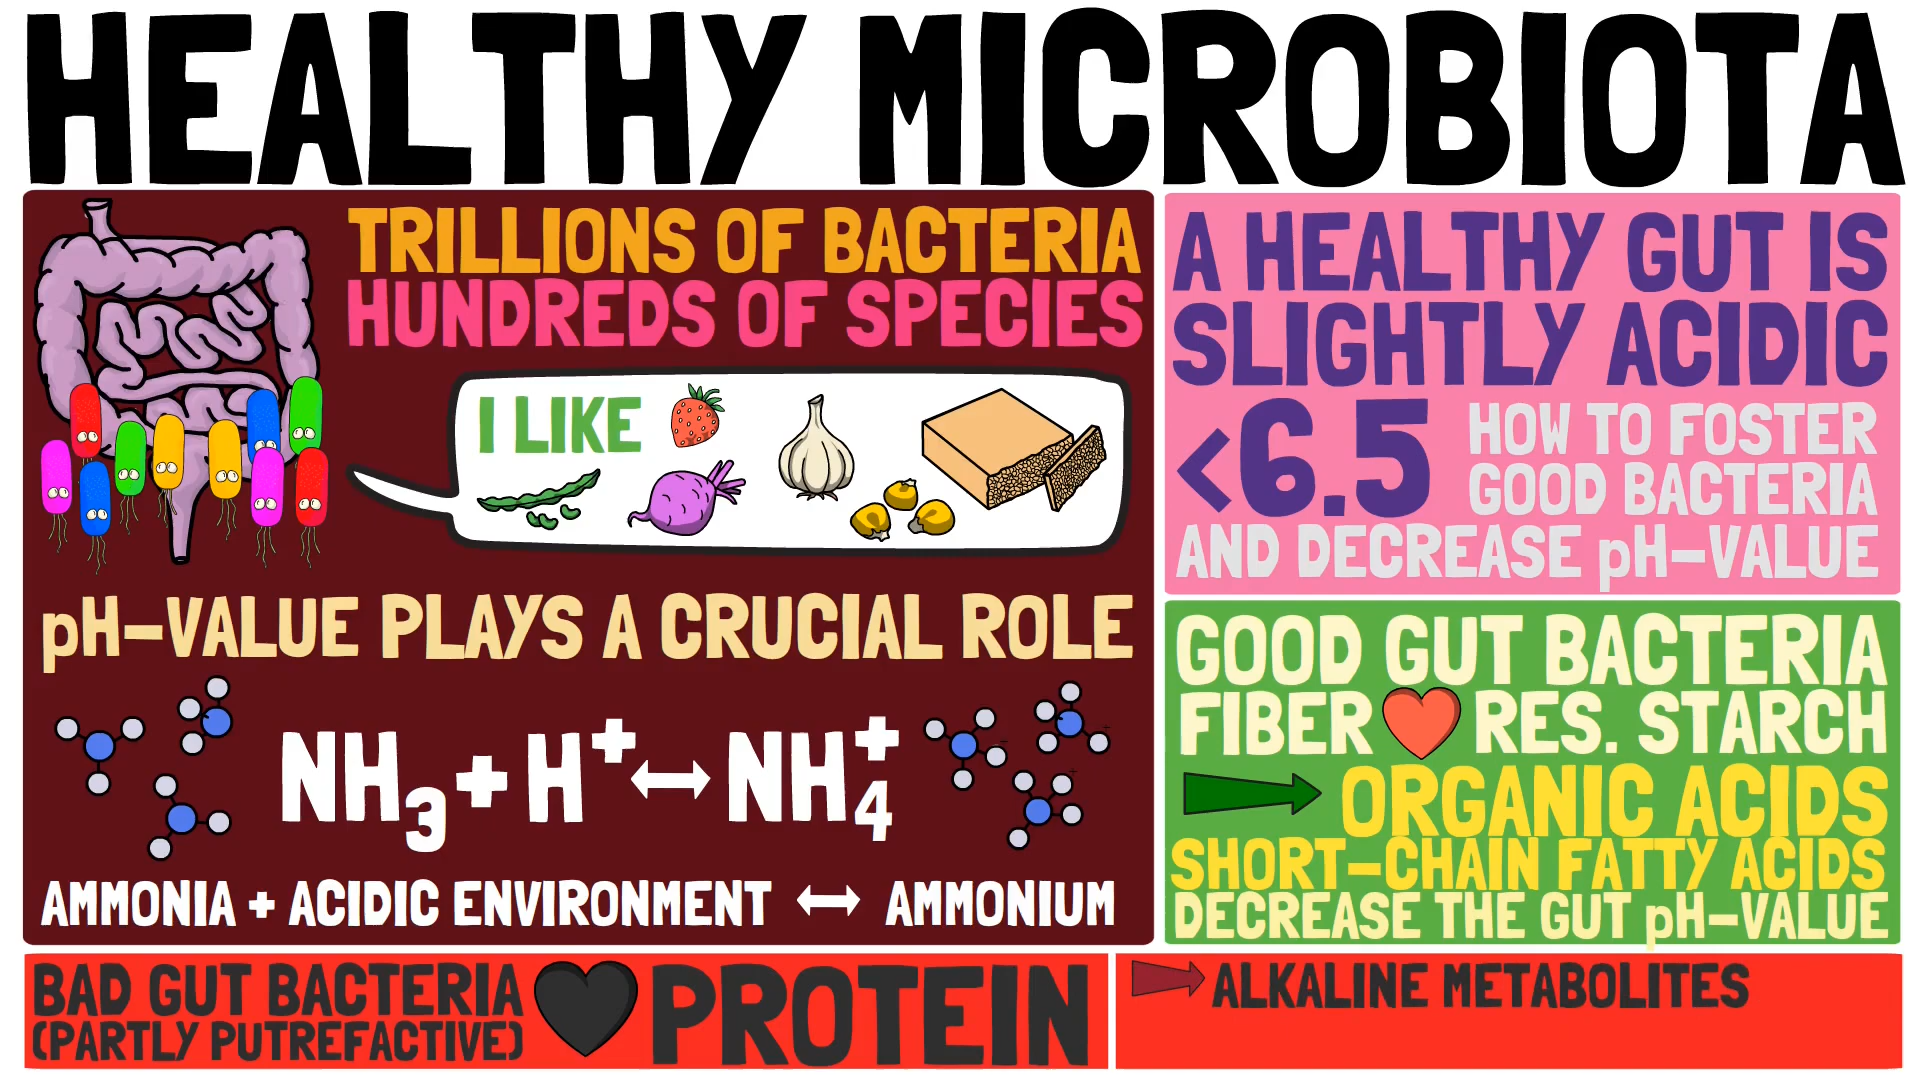 HEALTHY MICROBIOTA
TRILLIONS OF BACTERIA
HUNDREDS OF SPECIES
I LIKE
pH-VALUE PLAYS A CRUCIAL ROLE
NH₃ + H⁺ ↔ NH₄⁺
AMMONIA + ACIDIC ENVIRONMENT ↔ AMMONIUM
A HEALTHY GUT IS
SLIGHTLY ACIDIC
<6.5
HOW TO FOSTER
GOOD BACTERIA
AND DECREASE pH-VALUE
GOOD GUT BACTERIA
FIBER RES. STARCH
ORGANIC ACIDS
SHORT-CHAIN FATTY ACIDS
DECREASE THE GUT pH-VALUE
BAD GUT BACTERIA
(PARTLY PUTREFACTIVE)
PROTEIN
ALKALINE METABOLITES